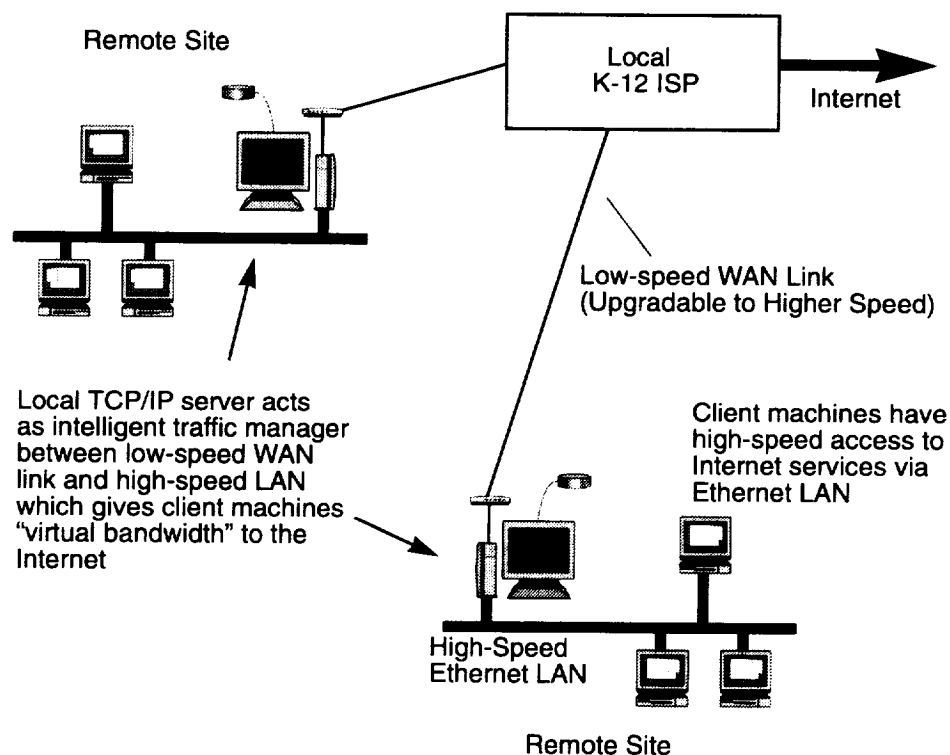 Remote Site
Local
K-12 ISP
Internet
Low-speed WAN Link
(Upgradable to Higher Speed)
Local TCP/IP server acts
as intelligent traffic manager
between low-speed WAN
link and high-speed LAN
which gives client machines
“virtual bandwidth” to the
Internet
Client machines have
high-speed access to
Internet services via
Ethernet LAN
High-Speed
Ethernet LAN
Remote Site